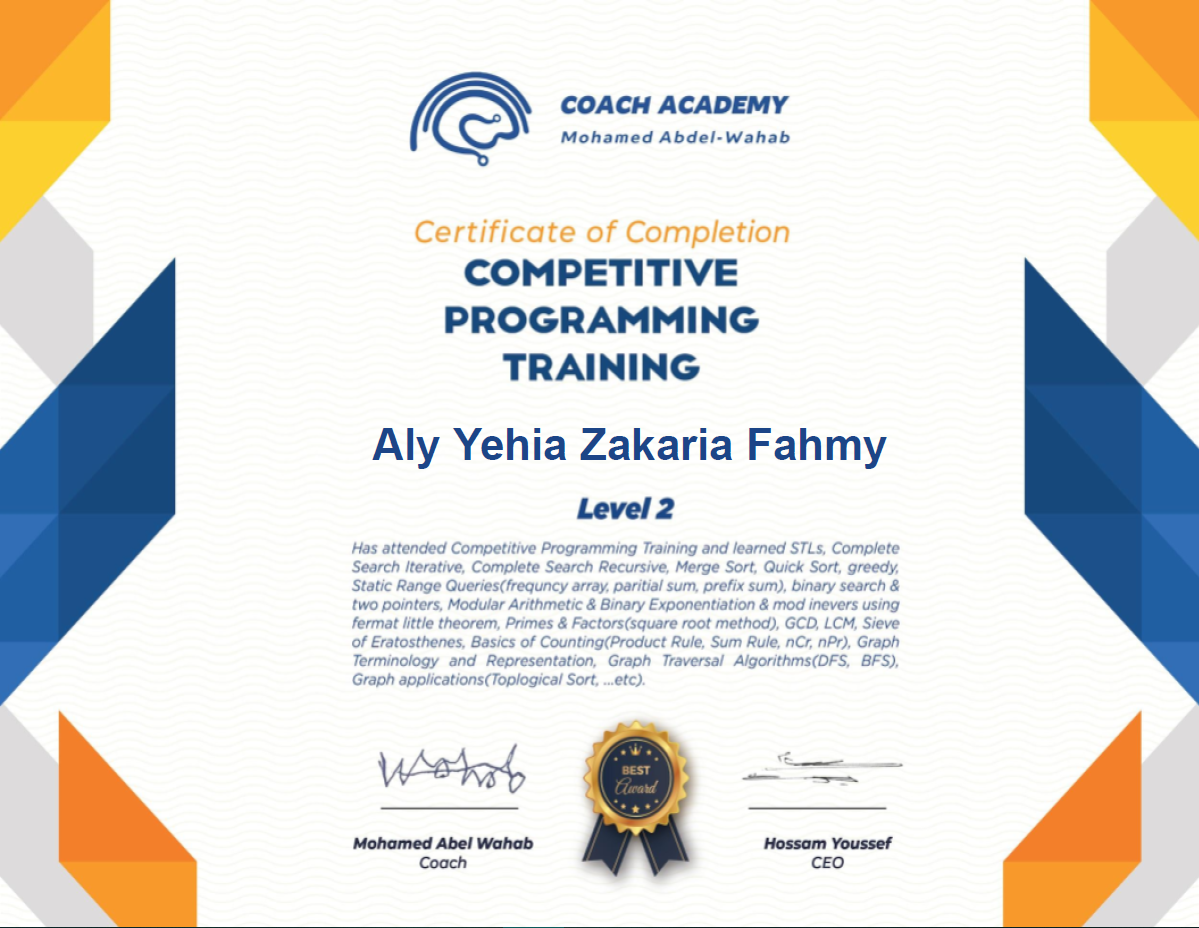 COACH ACADEMY
Mohamed Abdel-Wahab
Certificate of Completion
COMPETITIVE
PROGRAMMING
TRAINING
Aly Yehia Zakaria Fahmy
Level 2
Has attended Competitive Programming Training and learned STLs, Complete
Search Iterative, Complete Search Recursive, Merge Sort, Quick Sort, greedy,
Static Range Queries(frequncy array, paritial sum, prefix sum), binary search &
two pointers, Modular Arithmetic & Binary Exponentiation & mod inevers using
fermat little theorem, Primes & Factors(square root method), GCD, LCM, Sieve
of Eratosthenes, Basics of Counting(Product Rule, Sum Rule, nCr, nPr), Graph
Terminology and Representation, Graph Traversal Algorithms(DFS, BFS),
Graph applications(Toplogical Sort, ...etc).
Wahab
BEST
Award
Mohamed Abel Wahab
Coach
Hossam Youssef
CEO